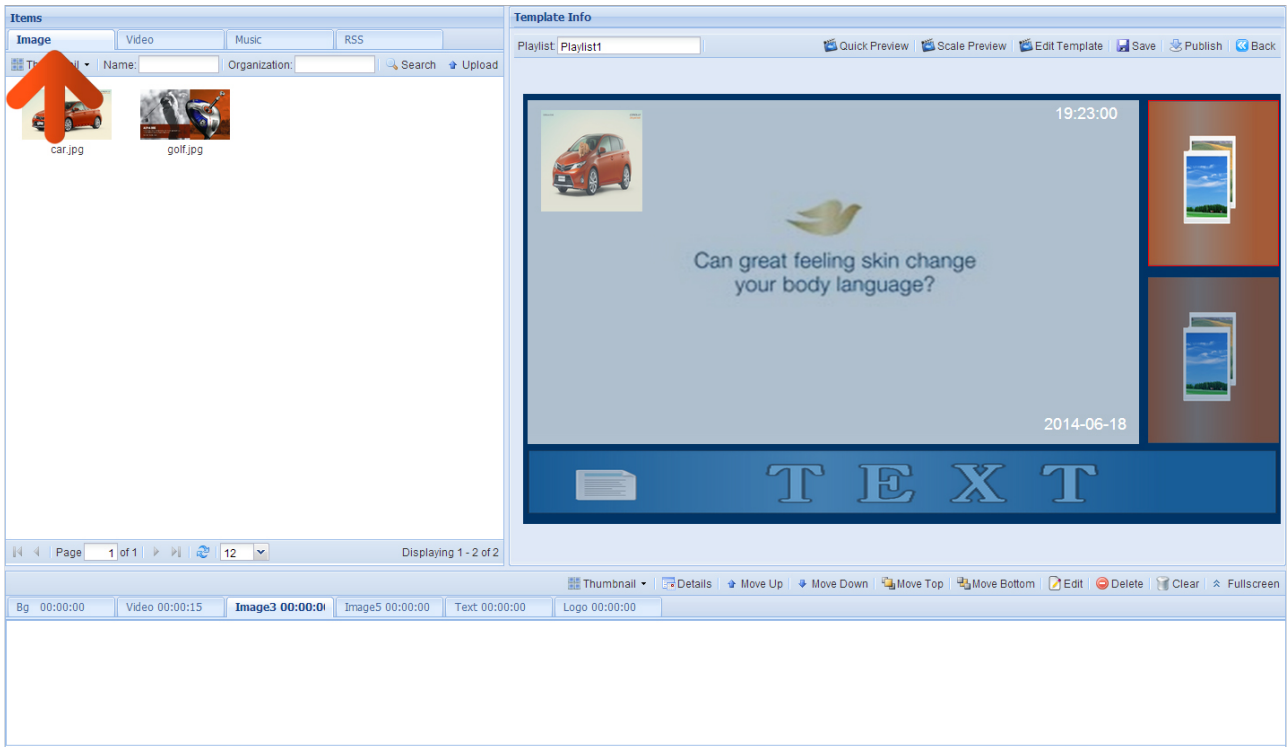 Items
Image Video Music RSS
Name: Organization: Search Upload
car.jpg golf.jpg
Page 1 of 1 12 Displaying 1 - 2 of 2
Template Info
Playlist Playlist1 Quick Preview Scale Preview Edit Template Save Publish Back
19:23:00
Can great feeling skin change
your body language?
2014-06-18
TEXT
Thumbnail Details Move Up Move Down Move Top Move Bottom Edit Delete Clear Fullscreen
Bg 00:00:00 Video 00:00:15 Image3 00:00:0 Image5 00:00:00 Text 00:00:00 Logo 00:00:00